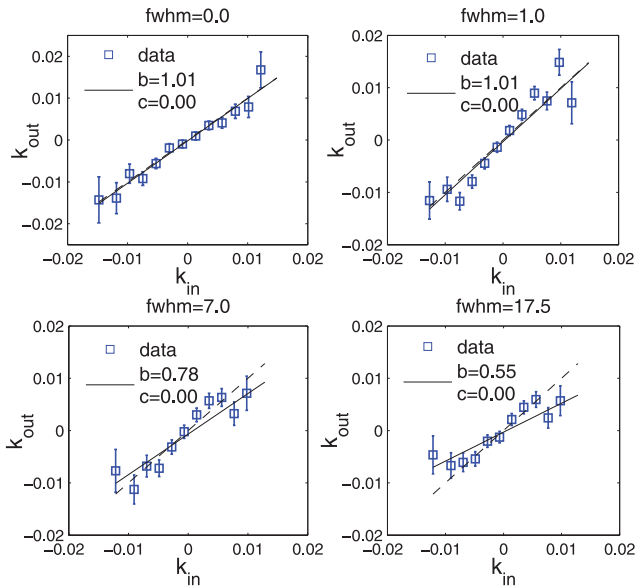 fwhm=0.0
0.02
data
b=1.01
c=0.00
0.01
0
−0.01
−0.02
k_out
−0.02
−0.01
0
0.01
0.02
k_in
fwhm=1.0
0.02
data
b=1.01
c=0.00
0.01
0
−0.01
−0.02
k_out
−0.02
−0.01
0
0.01
0.02
k_in
fwhm=7.0
0.02
data
b=0.78
c=0.00
0.01
0
−0.01
−0.02
k_out
−0.02
−0.01
0
0.01
0.02
k_in
fwhm=17.5
0.02
data
b=0.55
c=0.00
0.01
0
−0.01
−0.02
k_out
−0.02
−0.01
0
0.01
0.02
k_in